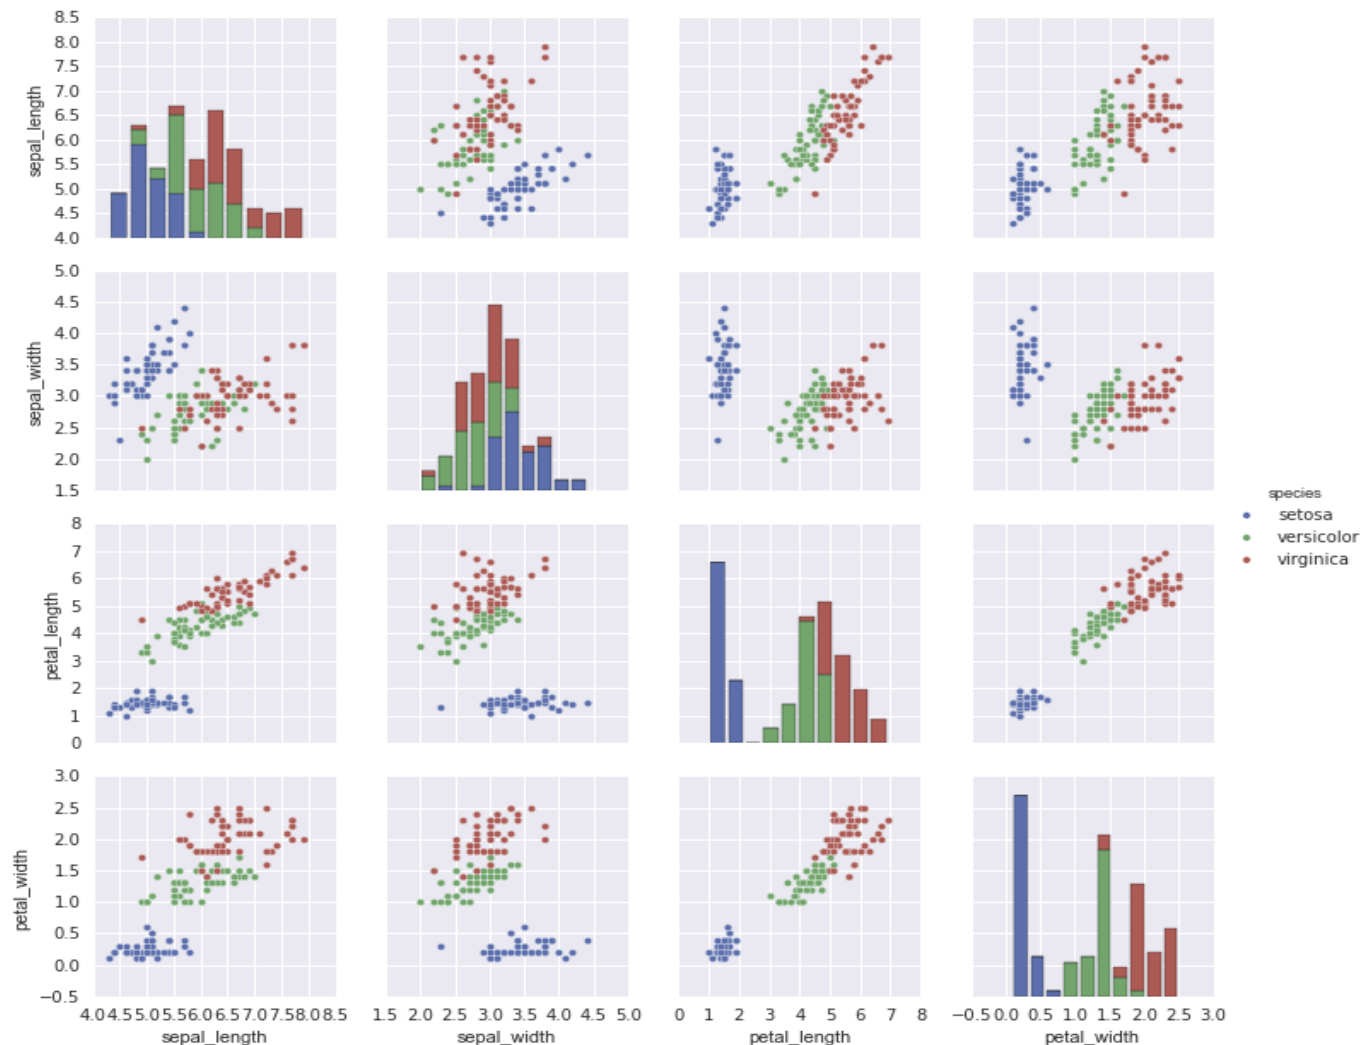 8.5
8.0
7.5
7.0
6.5
6.0
5.5
5.0
4.5
4.0
sepal_length
5.0
4.5
4.0
3.5
3.0
2.5
2.0
1.5
sepal_width
species
setosa
versicolor
virginica
8
7
6
5
4
3
2
1
0
petal_length
3.0
2.5
2.0
1.5
1.0
0.5
0.0
−0.5
petal_width
4.0 4.5 5.0 5.5 6.0 6.5 7.0 7.5 8.0 8.5
sepal_length
1.5 2.0 2.5 3.0 3.5 4.0 4.5 5.0
sepal_width
0 1 2 3 4 5 6 7 8
petal_length
−0.5 0.0 0.5 1.0 1.5 2.0 2.5 3.0
petal_width